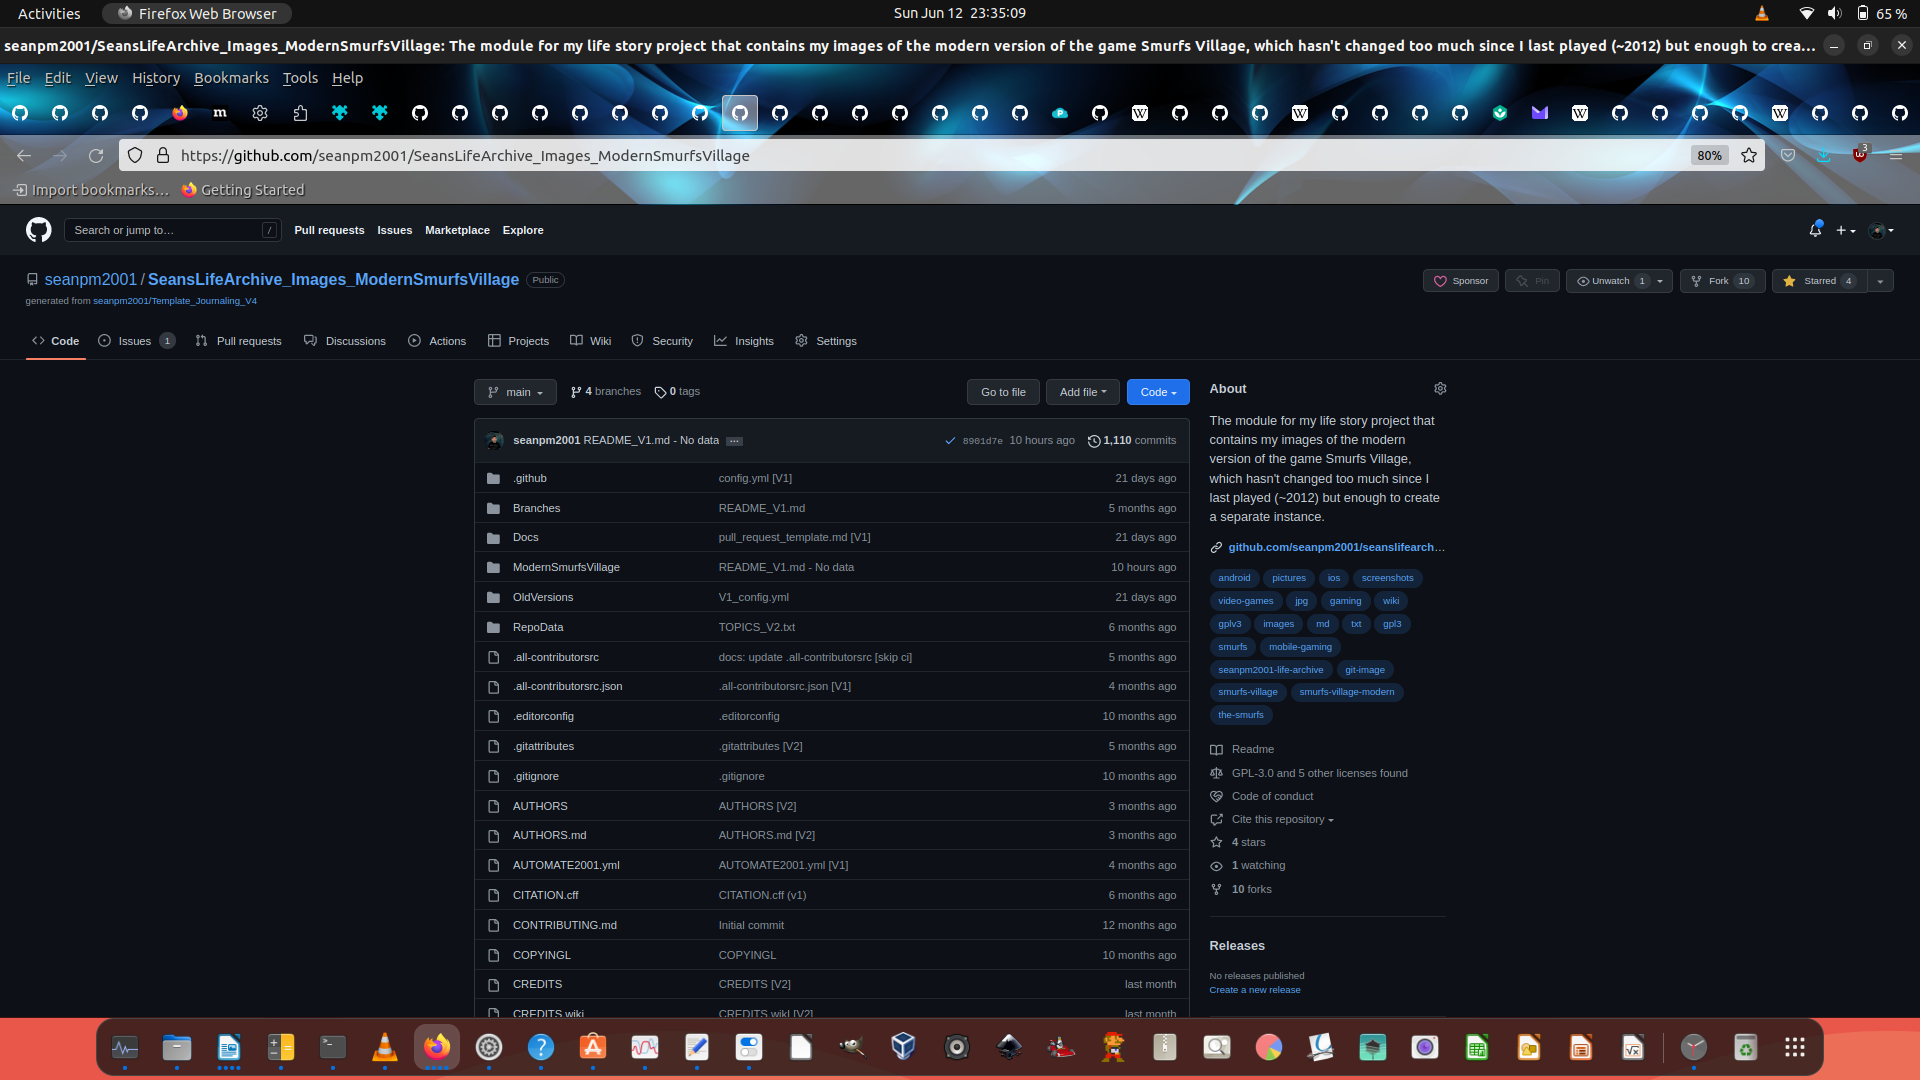 Activities
Firefox Web Browser
Sun Jun 12 23:35:09
65 %
seanpm2001/SeansLifeArchive_Images_ModernSmurfsVillage: The module for my life story project that contains my images of the modern version of the game Smurfs Village, which hasn't changed too much since I last played (~2012) but enough to crea…
File Edit View History Bookmarks Tools Help
https://github.com/seanpm2001/SeansLifeArchive_Images_ModernSmurfsVillage
80%
3
Import bookmarks…
Getting Started
Search or jump to…
/
Pull requests
Issues
Marketplace
Explore
seanpm2001 / SeansLifeArchive_Images_ModernSmurfsVillage
Public
Sponsor
Pin
Unwatch 1
Fork 10
Starred 4
generated from seanpm2001/Template_Journaling_V4
Code
Issues 1
Pull requests
Discussions
Actions
Projects
Wiki
Security
Insights
Settings
main
4 branches
0 tags
Go to file
Add file
Code
seanpm2001 README_V1.md - No data
8901d7e 10 hours ago
1,110 commits
.github config.yml [V1] 21 days ago
Branches README_V1.md 5 months ago
Docs pull_request_template.md [V1] 21 days ago
ModernSmurfsVillage README_V1.md - No data 10 hours ago
OldVersions V1_config.yml 21 days ago
RepoData TOPICS_V2.txt 6 months ago
.all-contributorsrc docs: update .all-contributorsrc [skip ci] 5 months ago
.all-contributorsrc.json .all-contributorsrc.json [V1] 4 months ago
.editorconfig .editorconfig 10 months ago
.gitattributes .gitattributes [V2] 5 months ago
.gitignore .gitignore 10 months ago
AUTHORS AUTHORS [V2] 3 months ago
AUTHORS.md AUTHORS.md [V2] 3 months ago
AUTOMATE2001.yml AUTOMATE2001.yml [V1] 4 months ago
CITATION.cff CITATION.cff (v1) 6 months ago
CONTRIBUTING.md Initial commit 12 months ago
COPYINGL COPYINGL 10 months ago
CREDITS CREDITS [V2] last month
CREDITS.wiki CREDITS.wikI [V2] last month
About
The module for my life story project that
contains my images of the modern
version of the game Smurfs Village,
which hasn't changed too much since I
last played (~2012) but enough to create
a separate instance.
github.com/seanpm2001/seanslifearch…
android pictures ios screenshots
video-games jpg gaming wiki
gplv3 images md txt gpl3
smurfs mobile-gaming
seanpm2001-life-archive git-image
smurfs-village smurfs-village-modern
the-smurfs
Readme
GPL-3.0 and 5 other licenses found
Code of conduct
Cite this repository
4 stars
1 watching
10 forks
Releases
No releases published
Create a new release